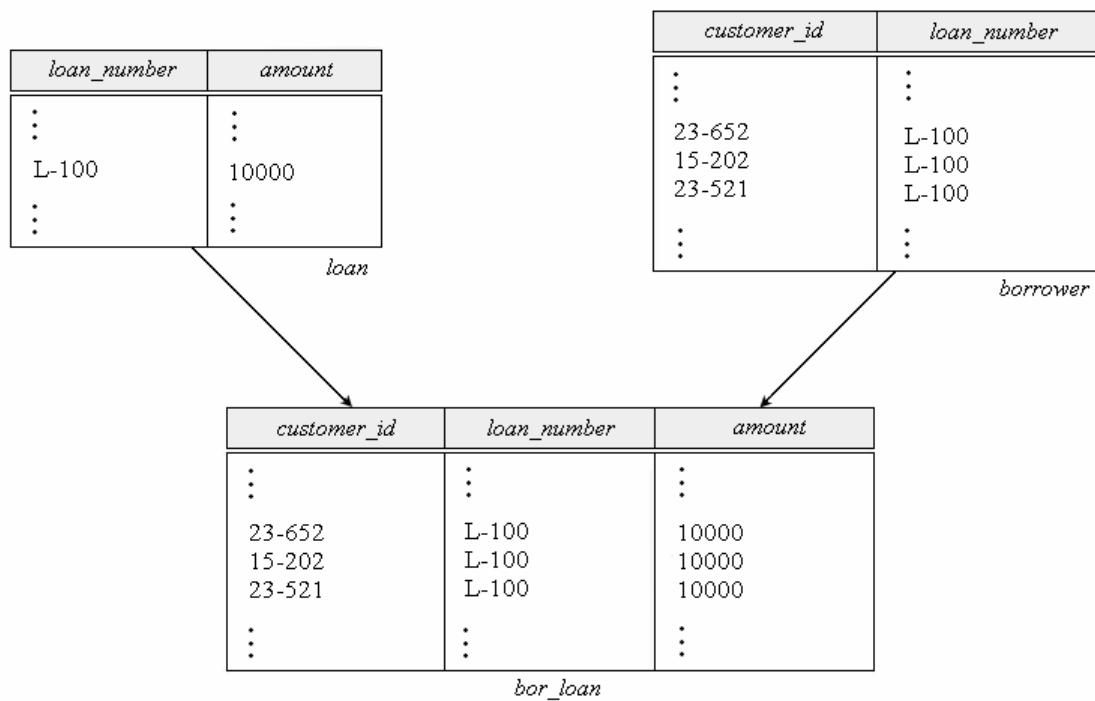 loan_number amount
L-100 10000
loan
customer_id loan_number
23-652 L-100
15-202 L-100
23-521 L-100
borrower
customer_id loan_number amount
23-652 L-100 10000
15-202 L-100 10000
23-521 L-100 10000
bor_loan